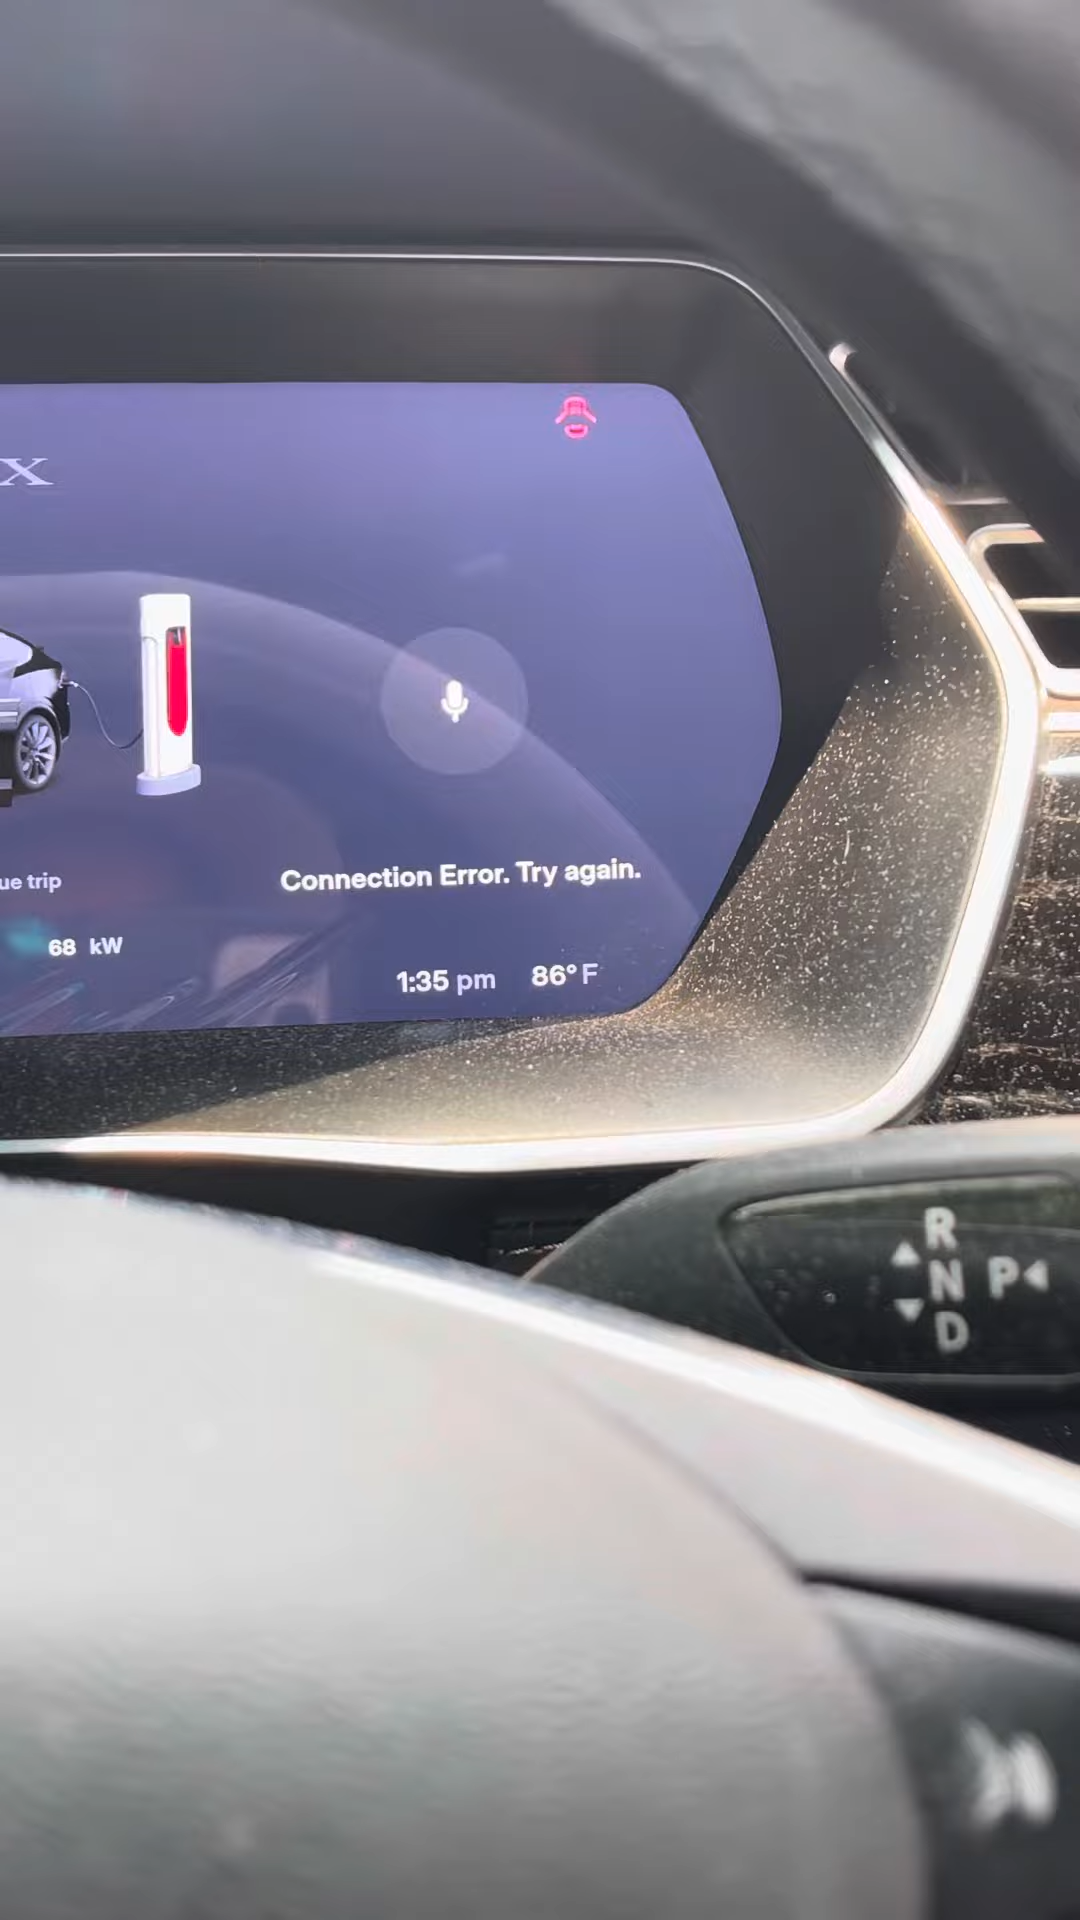 X
ue trip
Connection Error. Try again.
68 kW
1:35 pm 86° F
R
N P
D